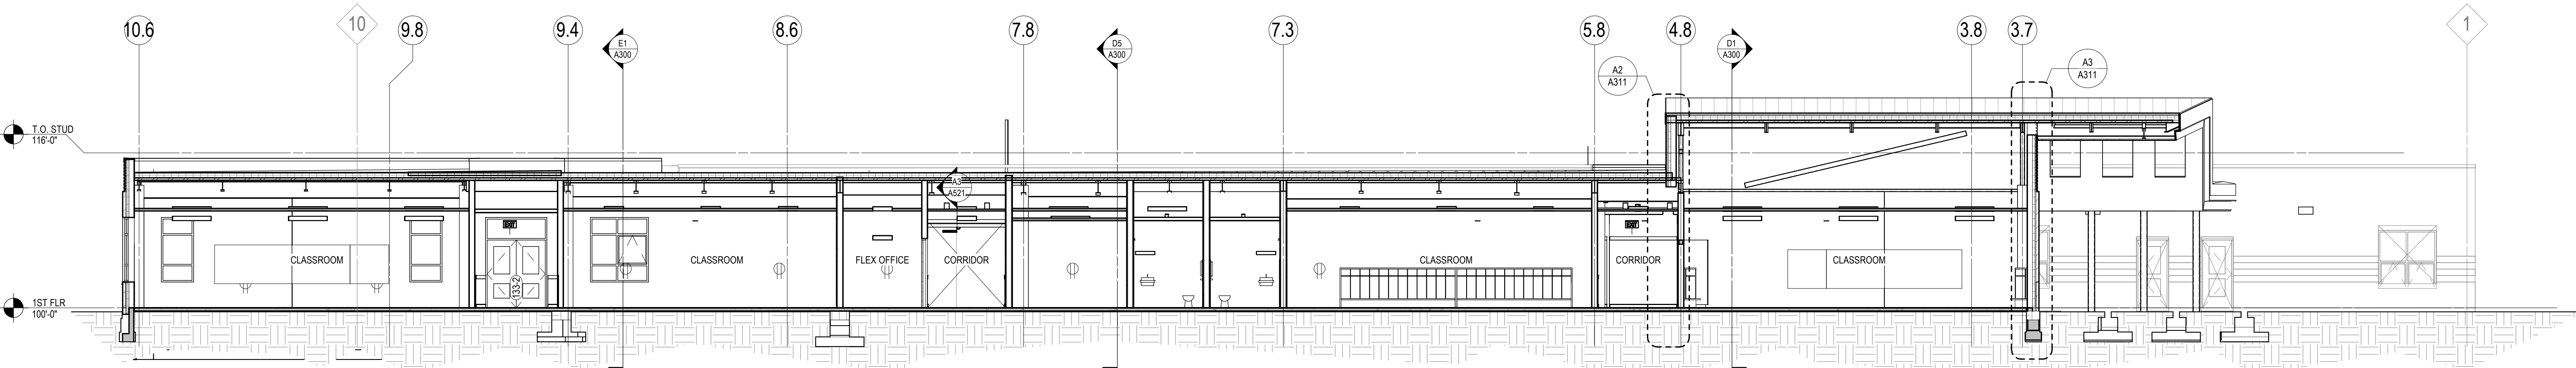 10.6
10
9.8
9.4
E1
A300
8.6
7.8
D5
A300
7.3
5.8
4.8
D1
A300
3.8
3.7
1
A2
A311
A3
A311
T.O. STUD
116'-0"
A3
A521
EXIT
EXIT
CLASSROOM
133-2
CLASSROOM
FLEX OFFICE
CORRIDOR
CLASSROOM
CORRIDOR
CLASSROOM
1ST FLR
100'-0"